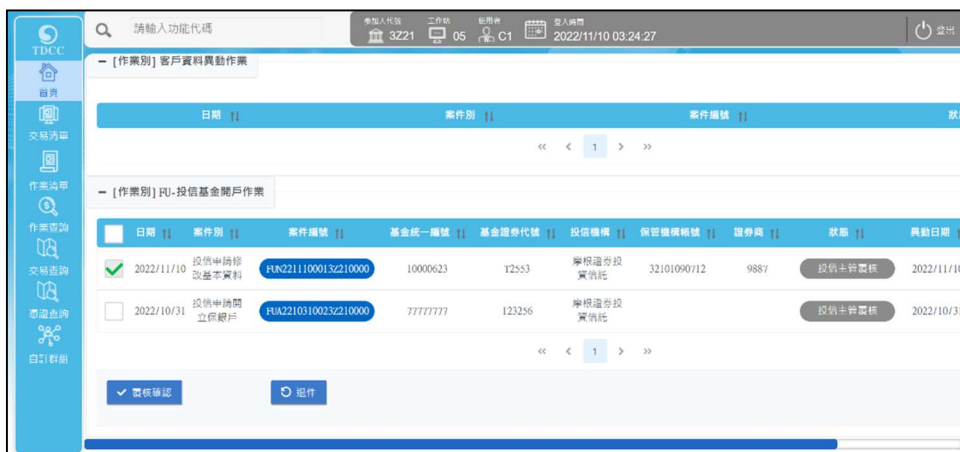 請輸入功能代碼
參加人代號 工作站 使用者 登入時間
3Z21 05 C1 2022/11/10 03:24:27
登出
TDCC
首頁
交易清單
作業清單
作業查詢
交易查詢
憑證查詢
自訂群組
− [作業別] 客戶資料異動作業
日期 案件別 案件編號 狀
« < 1 > »
− [作業別] FU-投信基金開戶作業
日期 案件別 案件編號 基金統一編號 基金證券代號 投信機構 保管機構帳號 證券商 狀態 異動日期
2022/11/10 投信申請修改基本資料 FUN22111000132210000 10000623 T2553 摩根證券投資信託 32101090712 9887 投信主管覆核 2022/11/10
2022/10/31 投信申請開立保銀戶 77777777 123256 摩根證券投資信託 投信主管覆核 2022/10/31
« < 1 > »
覆核確認 退件